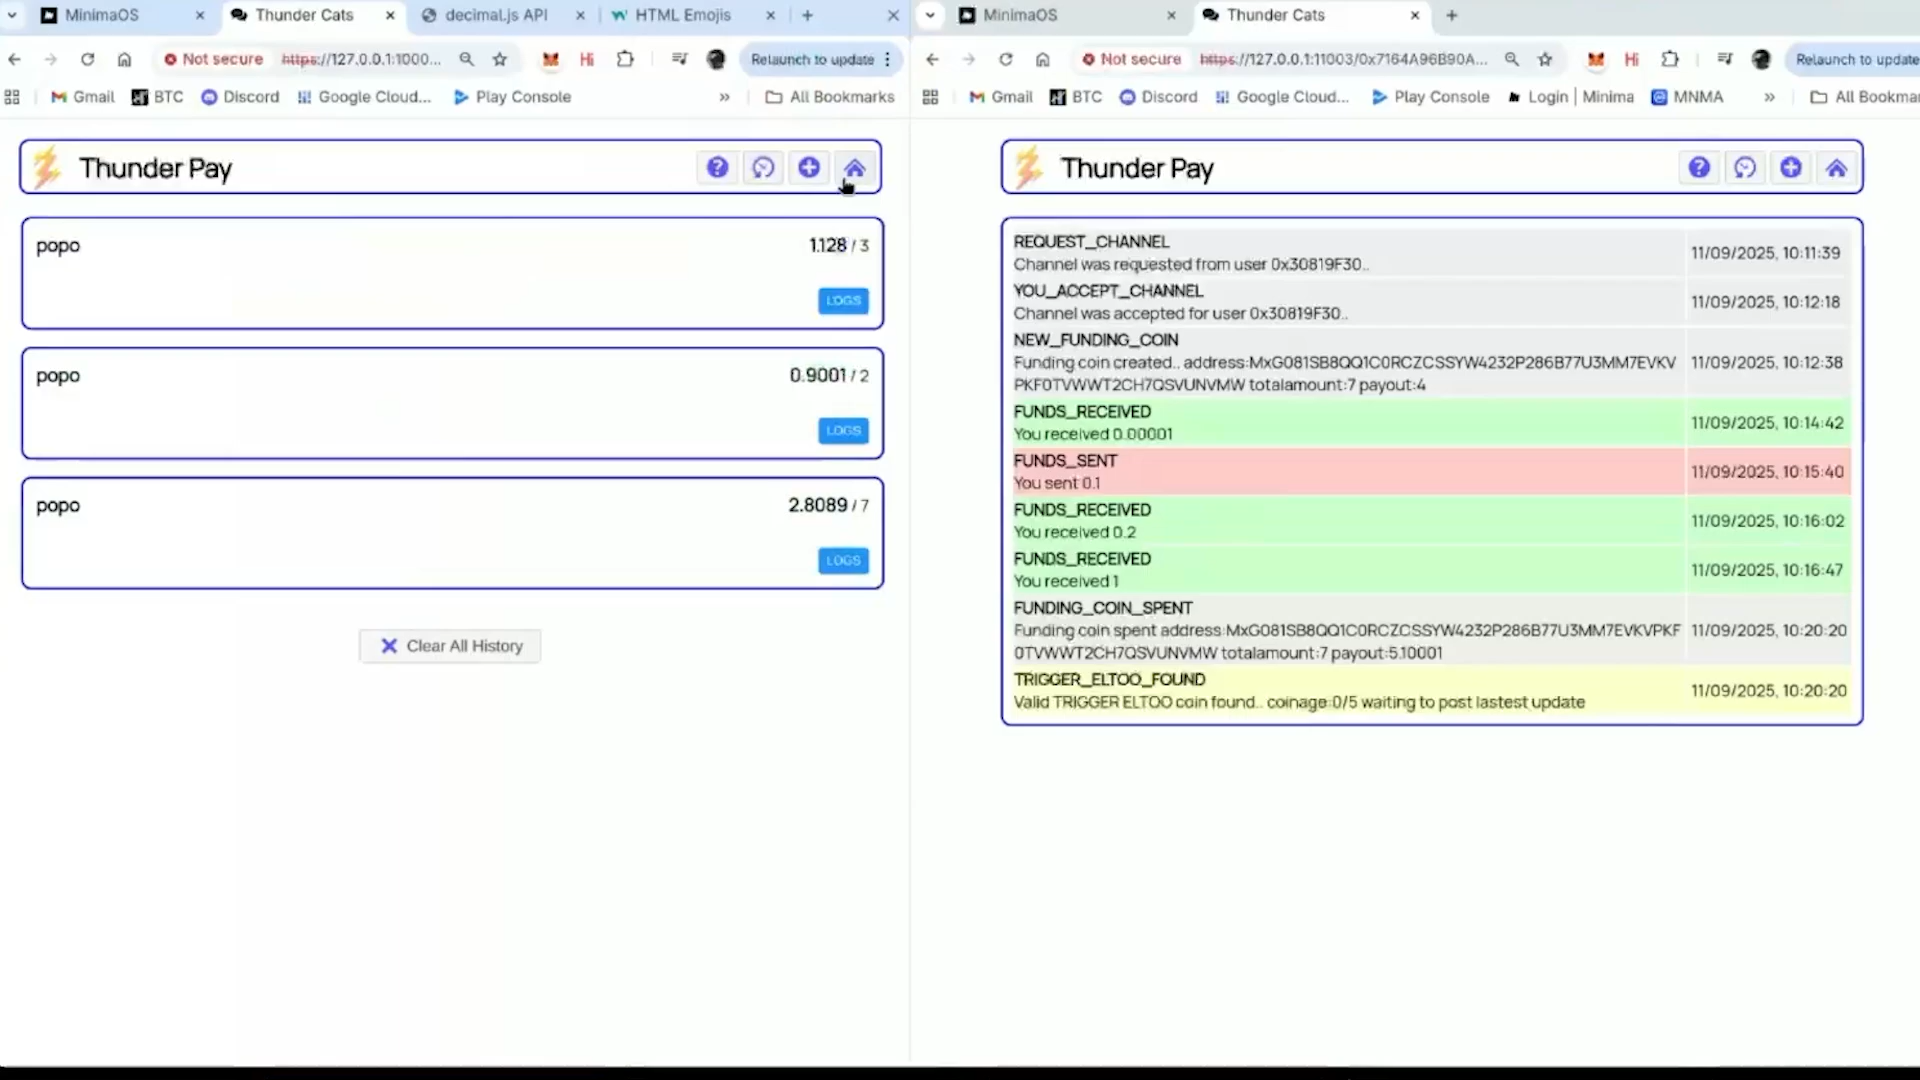 MinimaOS
Thunder Cats
decimal.js API
HTML Emojis
Not secure
https://127.0.0.1:1000...
Relaunch to update
Gmail
BTC
Discord
Google Cloud...
Play Console
»
All Bookmarks
Thunder Pay
popo
1.128 / 3
LOGS
popo
0.9001 / 2
LOGS
popo
2.8089 / 7
LOGS
Clear All History
MinimaOS
Thunder Cats
Not secure
https://127.0.0.1:11003/0x7164A96B90A...
Relaunch to update
Gmail
BTC
Discord
Google Cloud...
Play Console
Login | Minima
MNMA
»
All Bookmar
Thunder Pay
REQUEST_CHANNEL
Channel was requested from user 0x30819F30..
11/09/2025, 10:11:39
YOU_ACCEPT_CHANNEL
Channel was accepted for user 0x30819F30..
11/09/2025, 10:12:18
NEW_FUNDING_COIN
Funding coin created.. address:MxG081SB8QQ1C0RCZCSSYW4232P286B77U3MM7EVKV
PKF0TVWWT2CH7QSVUNVMW totalamount:7 payout:4
11/09/2025, 10:12:38
FUNDS_RECEIVED
You received 0.00001
11/09/2025, 10:14:42
FUNDS_SENT
You sent 0.1
11/09/2025, 10:15:40
FUNDS_RECEIVED
You received 0.2
11/09/2025, 10:16:02
FUNDS_RECEIVED
You received 1
11/09/2025, 10:16:47
FUNDING_COIN_SPENT
Funding coin spent address:MxG081SB8QQ1C0RCZCSSYW4232P286B77U3MM7EVKVPKF
0TVWWT2CH7QSVUNVMW totalamount:7 payout:5.10001
11/09/2025, 10:20:20
TRIGGER_ELTOO_FOUND
Valid TRIGGER ELTOO coin found.. coinage:0/5 waiting to post lastest update
11/09/2025, 10:20:20